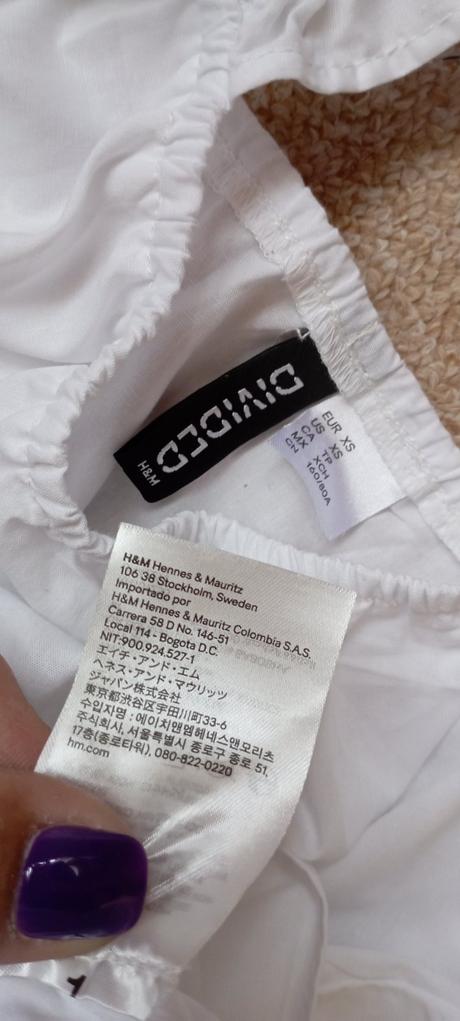 DIVIDED
H&M
EUR XS
US XS
CA TP
MX XCH
CN 160/80A
H&M Hennes & Mauritz
106 38 Stockholm, Sweden
Importado por
H&M Hennes & Mauritz Colombia S.A.S.
Carrera 58 D No. 146-51
Local 114 - Bogota D.C.
NIT:900.924.527-1
エイチ・アンド・エム
ヘネス・アンド・マウリッツ
ジャパン株式会社
東京都渋谷区宇田川町33-6
수입자명 : 에이치앤엠헤네스앤모리츠
주식회사, 서울특별시 종로구 종로 51,
17층(종로타워), 080-822-0220
hm.com
1